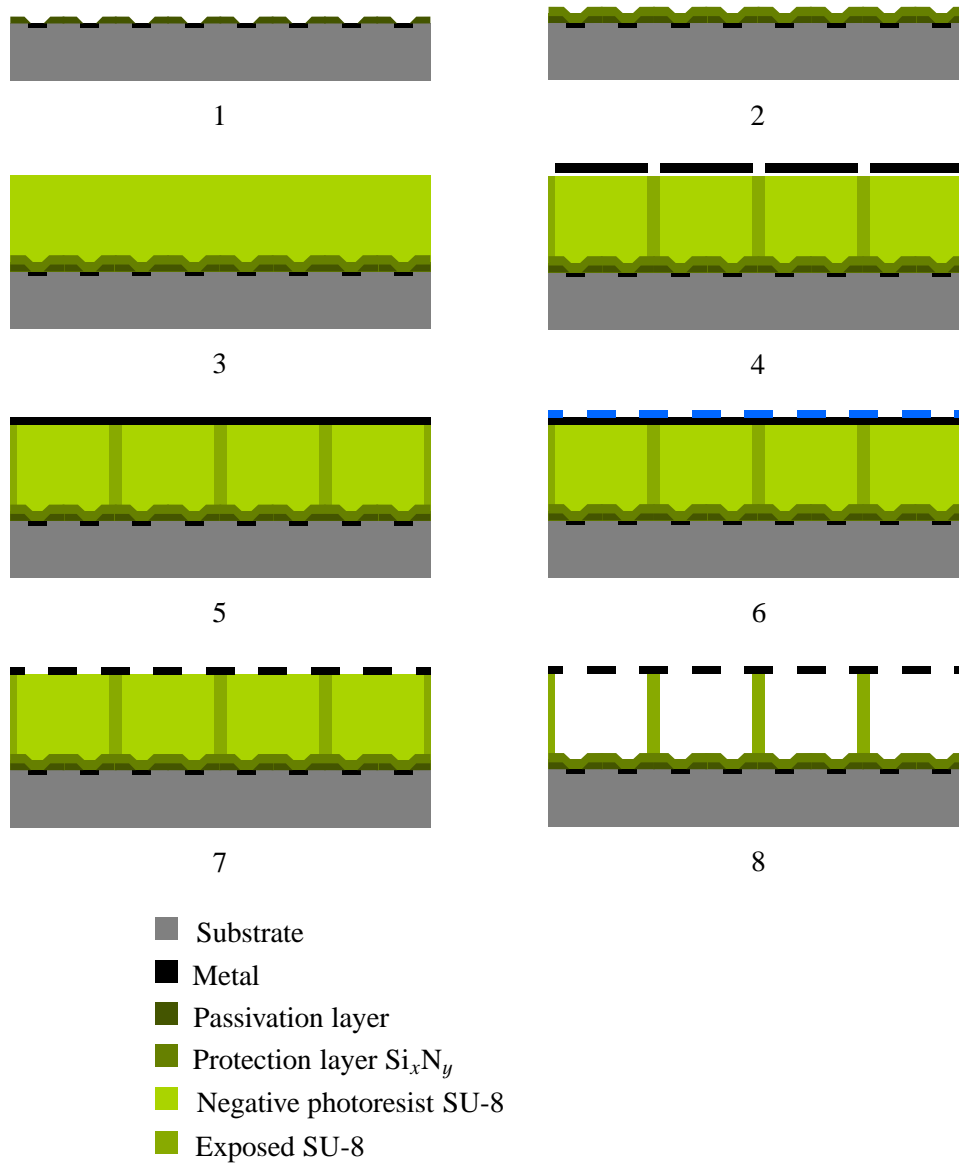 1
2
3
4
5
6
7
8
Substrate
Metal
Passivation layer
Protection layer SixNy
Negative photoresist SU-8
Exposed SU-8